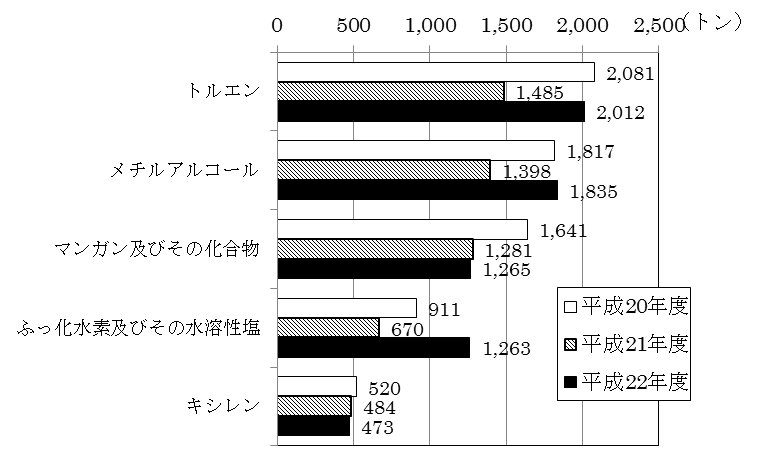 0 500 1,000 1,500 2,000 2,500 (トン)
トルエン
2,081
1,485
2,012
メチルアルコール
1,817
1,398
1,835
マンガン及びその化合物
1,641
1,281
1,265
ふっ化水素及びその水溶性塩
911
670
1,263
キシレン
520
484
473
平成20年度
平成21年度
平成22年度